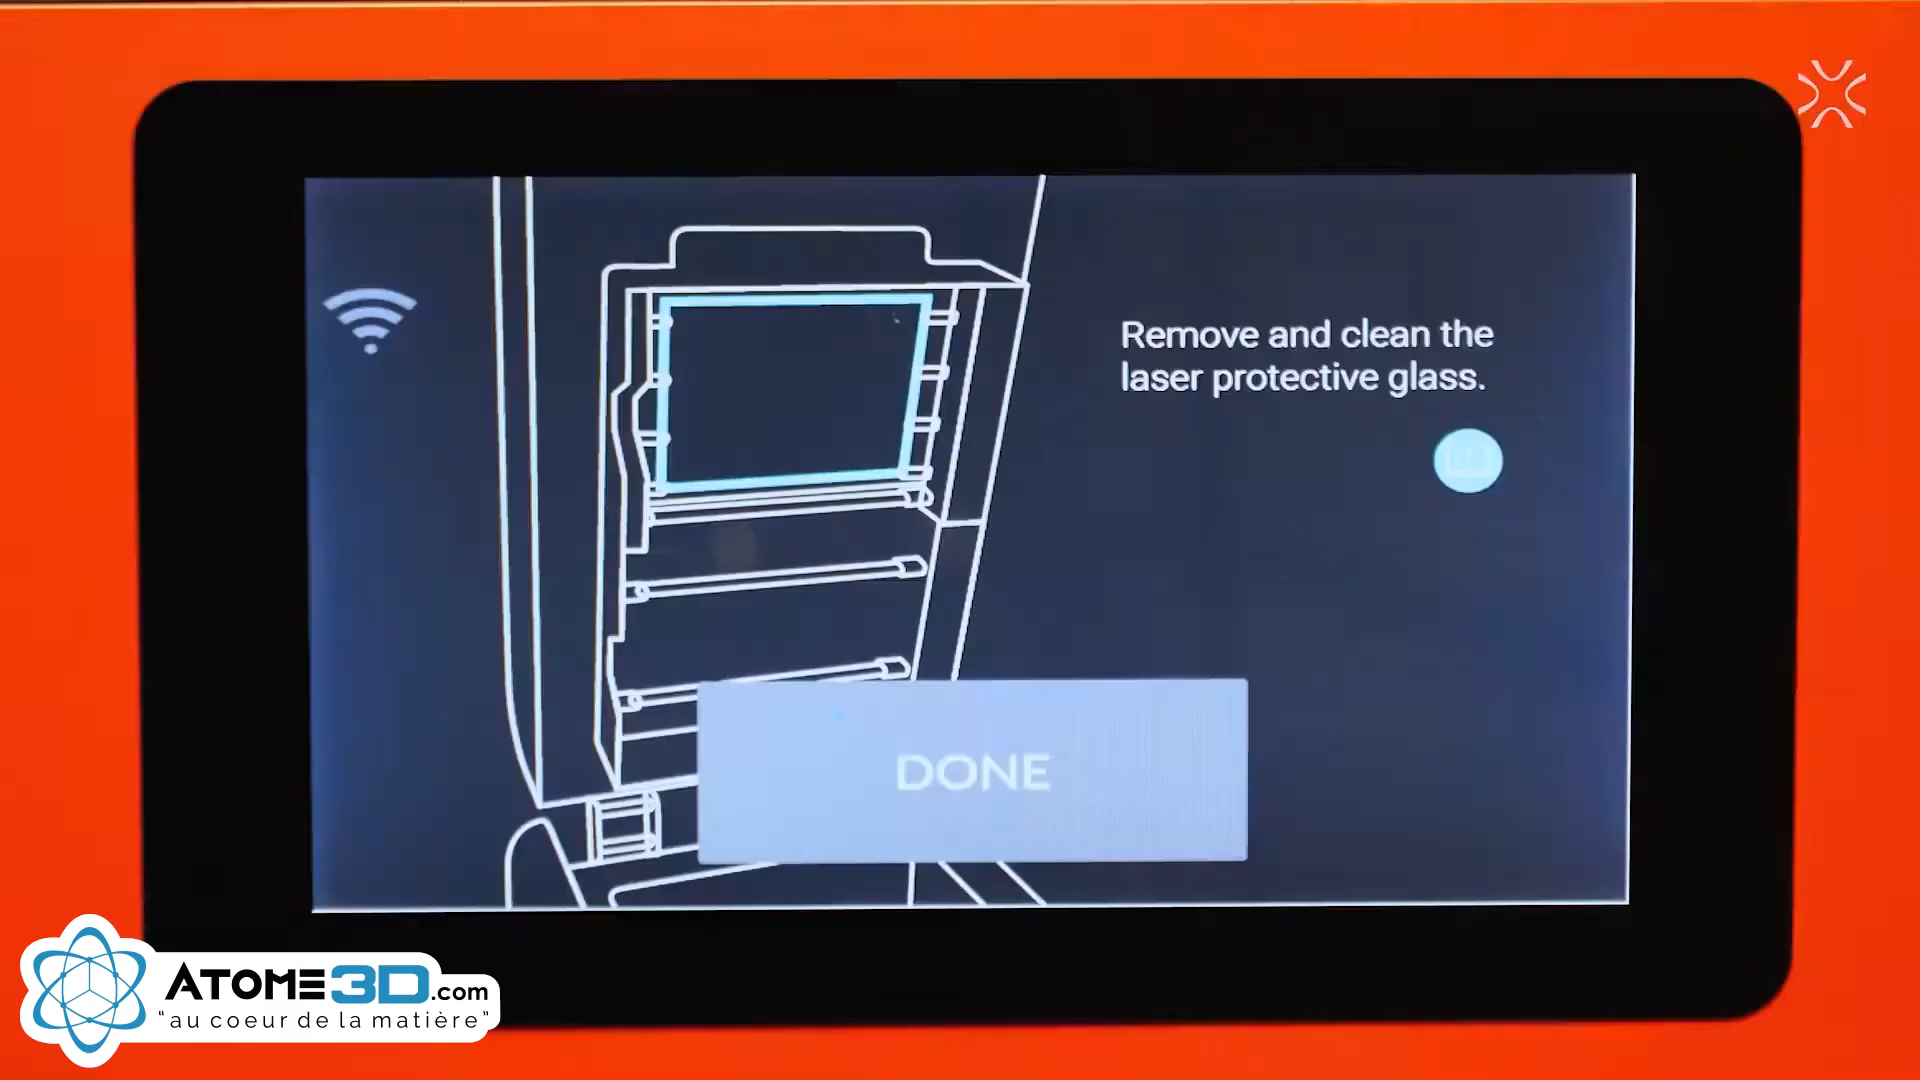 Remove and clean the
laser protective glass.
DONE
ATOME3D.com
"au coeur de la matière"